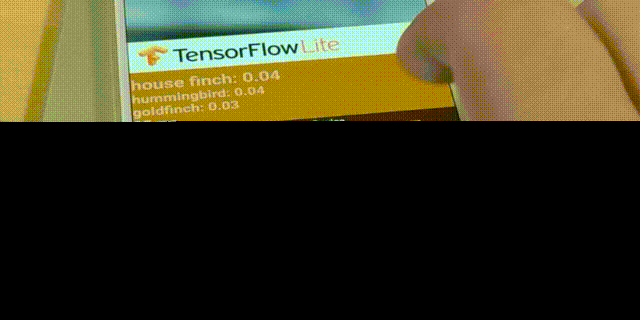 TensorFlow Lite
house finch: 0.04
hummingbird: 0.04
goldfinch: 0.03